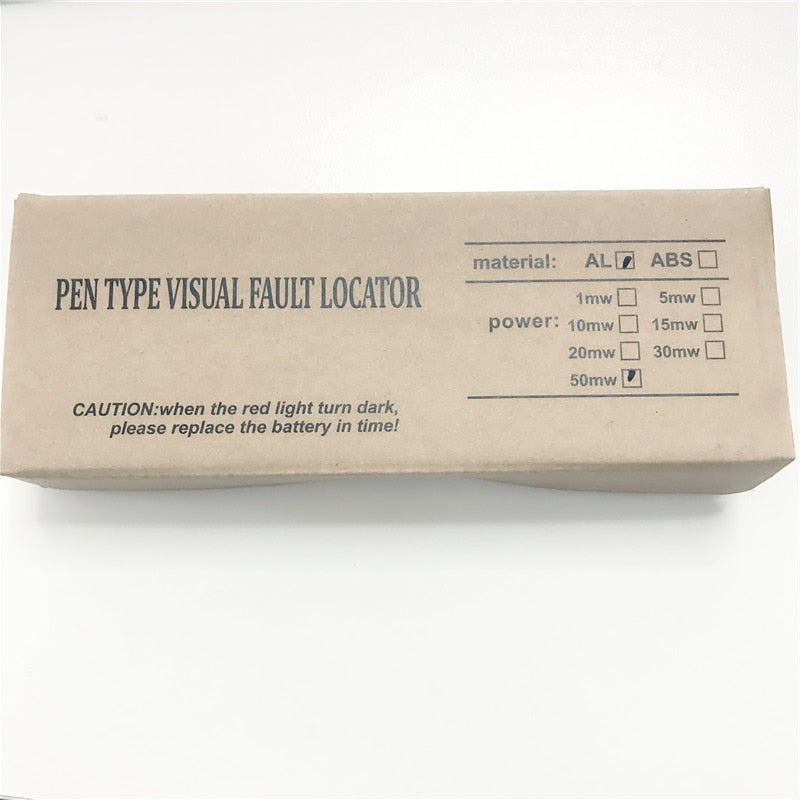 PEN TYPE VISUAL FAULT LOCATOR
CAUTION:when the red light turn dark,
please replace the battery in time!
material: AL ABS
1mw 5mw
power: 10mw 15mw
20mw 30mw
50mw